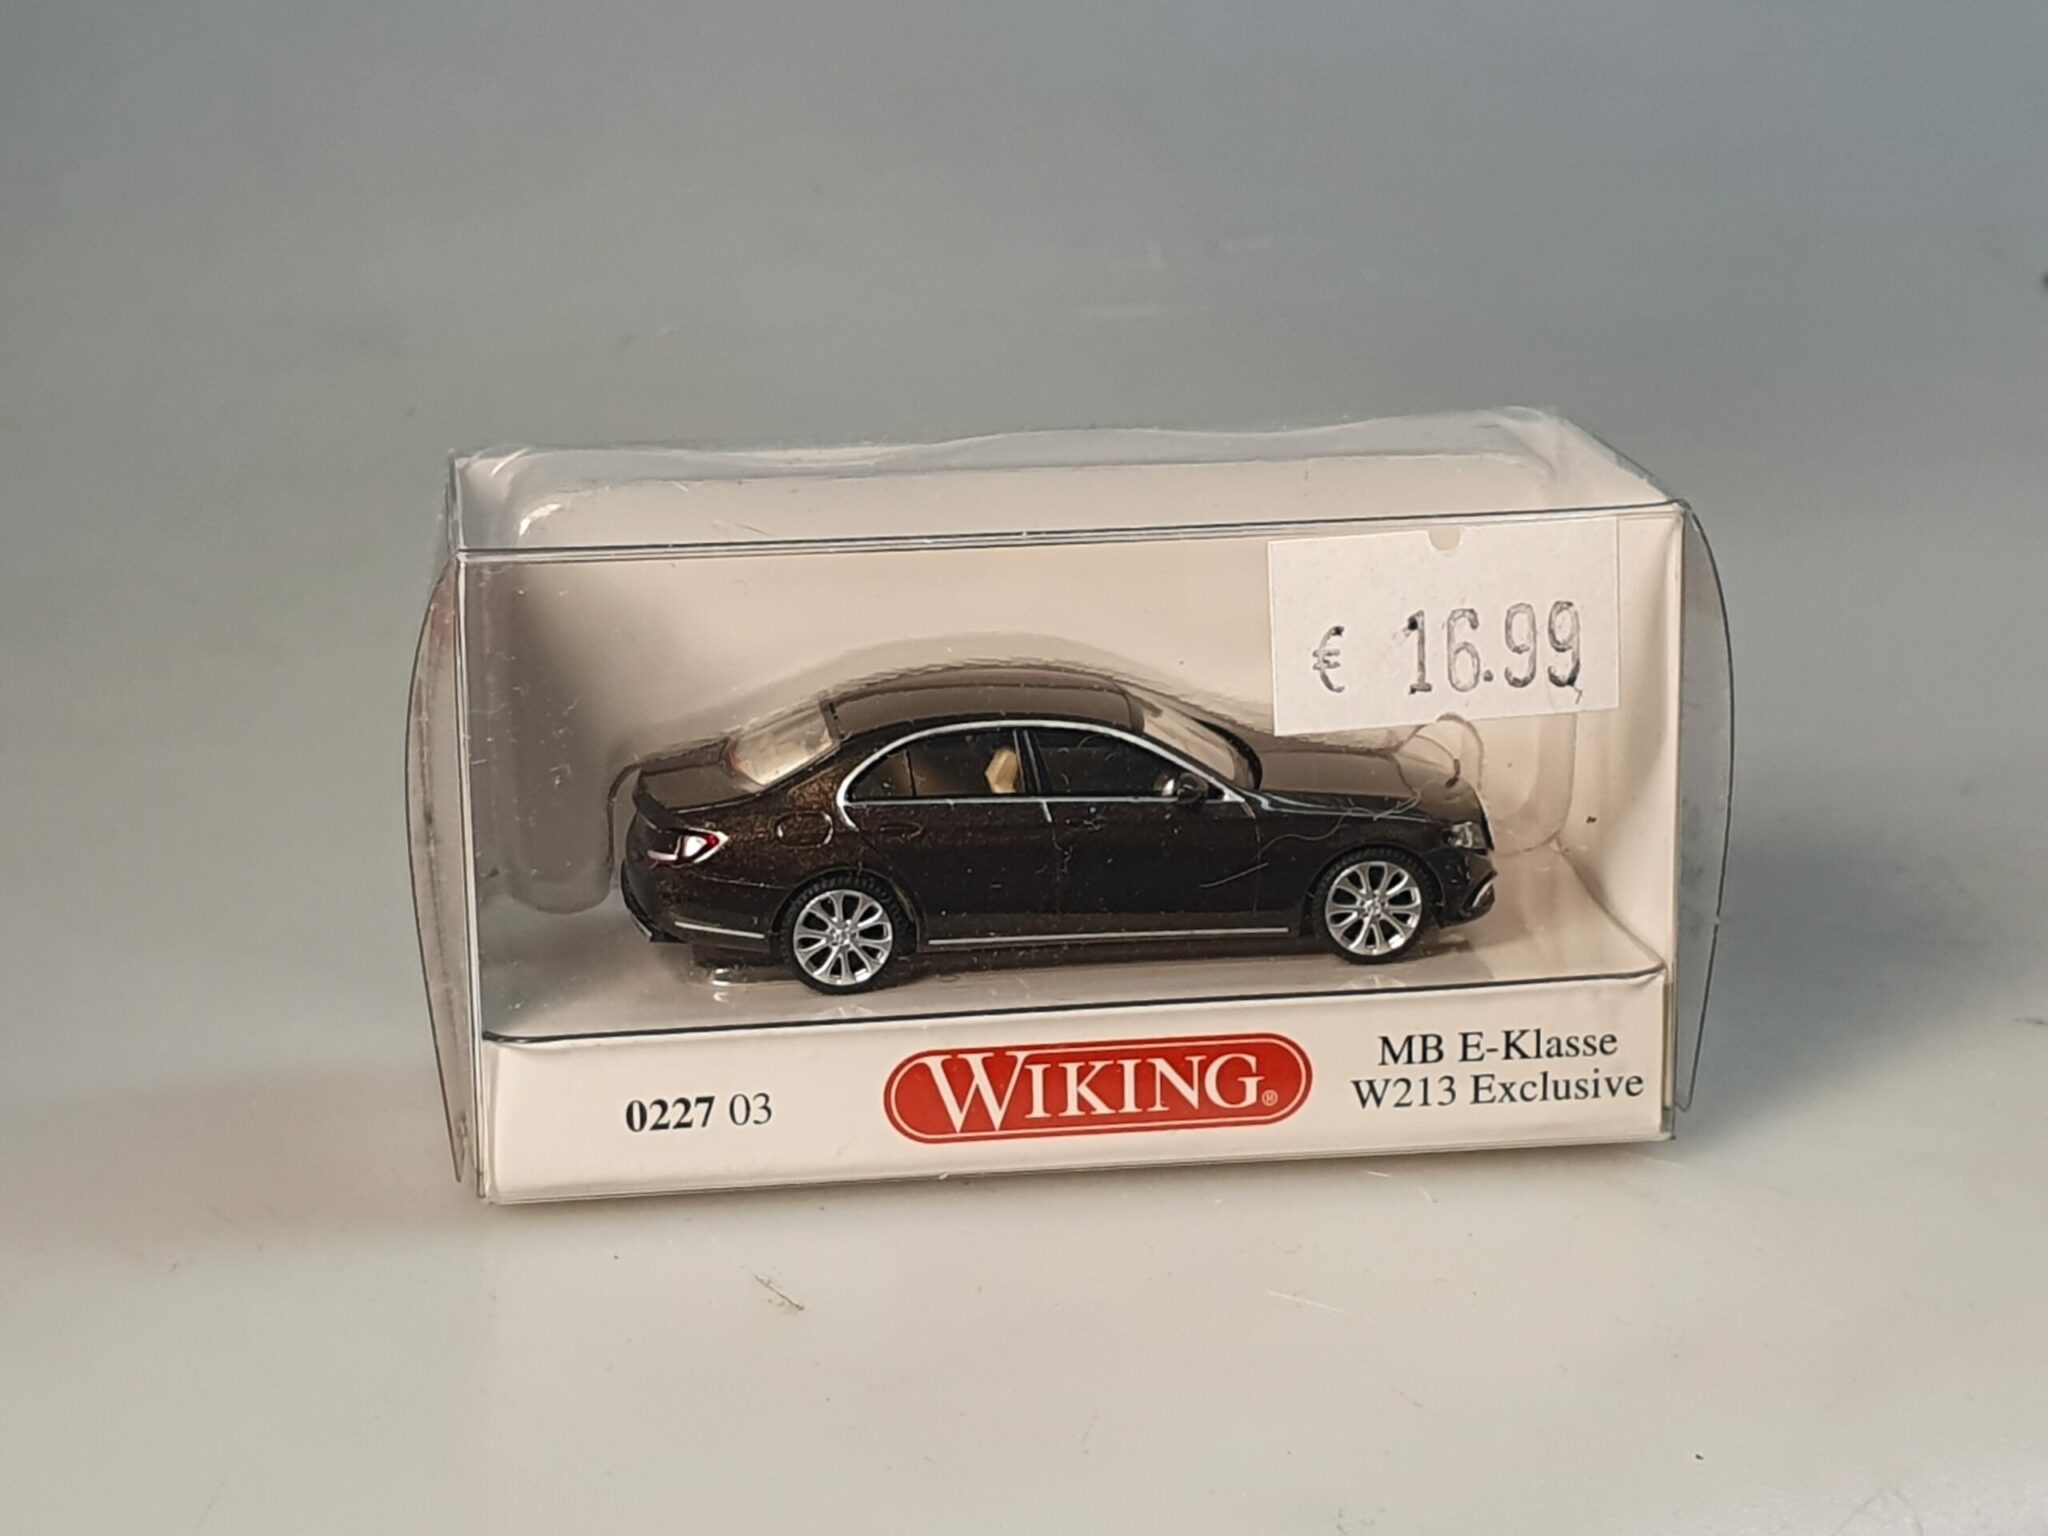 € 16.99
0227 03
WIKING®
MB E-Klasse
W213 Exclusive